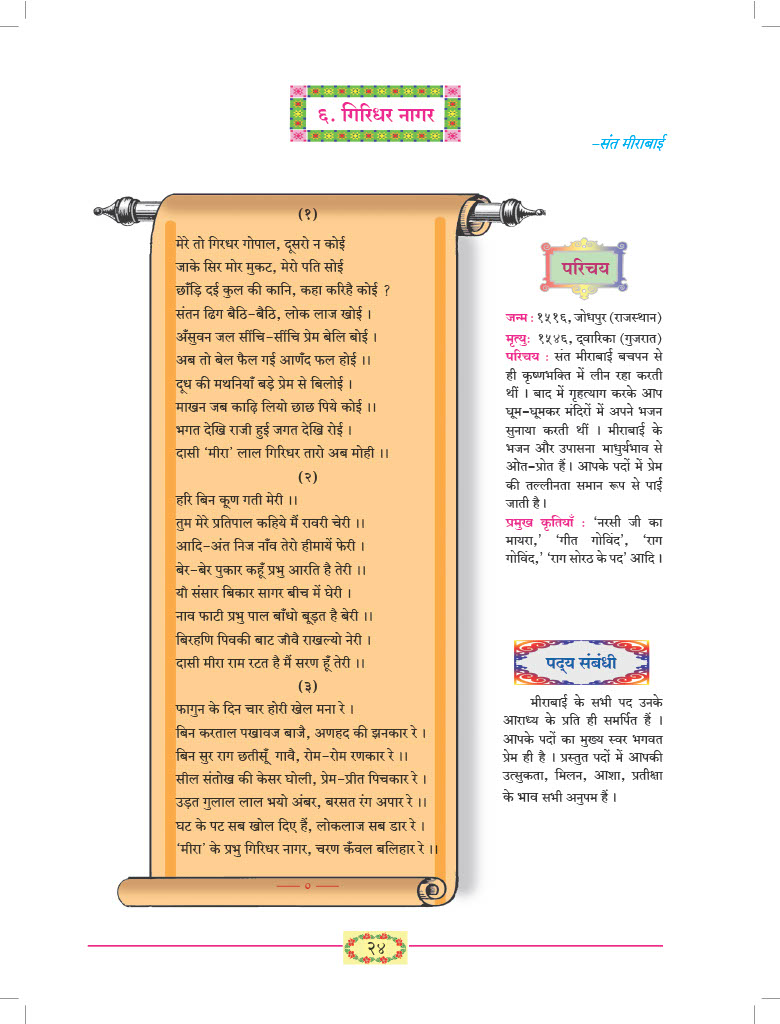 ६. गिरिधर नागर
–संत मीराबाई
(१)
मेरे तो गिरधर गोपाल, दूसरो न कोई
जाके सिर मोर मुकट, मेरो पति सोई
छाँड़ि दई कुल की कानि, कहा करिहै कोई ?
संतन ढिग बैठि-बैठि, लोक लाज खोई ।
अँसुवन जल सींचि-सींचि प्रेम बेलि बोई ।
अब तो बेल फैल गई आणँद फल होई ।।
दूध की मथनियाँ बड़े प्रेम से बिलोई ।
माखन जब काढ़ि लियो छाछ पिये कोई ।।
भगत देखि राजी हुई जगत देखि रोई ।
दासी ‘मीरा’ लाल गिरिधर तारो अब मोही ।।
(२)
हरि बिन कूण गती मेरी ।।
तुम मेरे प्रतिपाल कहिये मैं रावरी चेरी ।।
आदि-अंत निज नाँव तेरो हीमायें फेरी ।
बेर-बेर पुकार कहूँ प्रभु आरति है तेरी ।।
यौ संसार बिकार सागर बीच में घेरी ।
नाव फाटी प्रभु पाल बाँधो बूड़त है बेरी ।।
बिरहणि पिवकी बाट जौवै राखल्यो नेरी ।
दासी मीरा राम रटत है मैं सरण हूँ तेरी ।।
(३)
फागुन के दिन चार होरी खेल मना रे ।
बिन करताल पखावज बाजै, अणहद की झनकार रे ।
बिन सुर राग छतीसूँ गावै, रोम-रोम रणकार रे ।।
सील संतोख की केसर घोली, प्रेम-प्रीत पिचकार रे ।
उड़त गुलाल लाल भयो अंबर, बरसत रंग अपार रे ।।
घट के पट सब खोल दिए हैं, लोकलाज सब डार रे ।
‘मीरा’ के प्रभु गिरिधर नागर, चरण कँवल बलिहार रे ।।
— ० —
परिचय
जन्म : १५१६, जोधपुर (राजस्थान)
मृत्यु: १५४६, द्वारिका (गुजरात)
परिचय : संत मीराबाई बचपन से
ही कृष्णभक्ति में लीन रहा करती
थीं । बाद में गृहत्याग करके आप
घूम-घूमकर मंदिरों में अपने भजन
सुनाया करती थीं । मीराबाई के
भजन और उपासना माधुर्यभाव से
ओत-प्रोत हैं । आपके पदों में प्रेम
की तल्लीनता समान रूप से पाई
जाती है ।
प्रमुख कृतियाँ : ‘नरसी जी का
मायरा,’ ‘गीत गोविंद’, ‘राग
गोविंद,’ ‘राग सोरठ के पद’ आदि ।
पद्य संबंधी
मीराबाई के सभी पद उनके
आराध्य के प्रति ही समर्पित हैं ।
आपके पदों का मुख्य स्वर भगवत
प्रेम ही है । प्रस्तुत पदों में आपकी
उत्सुकता, मिलन, आशा, प्रतीक्षा
के भाव सभी अनुपम हैं ।
२४